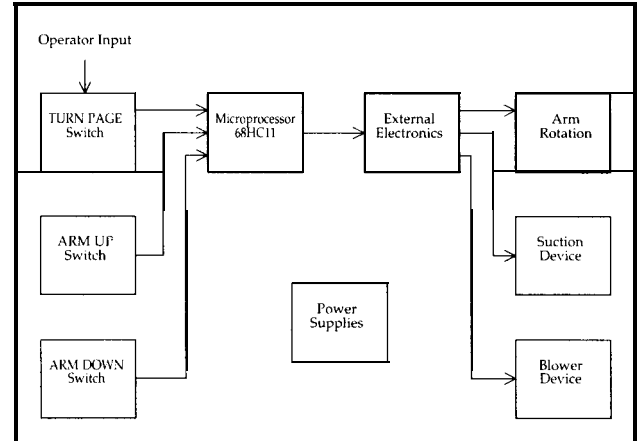 Operator Input
TURN PAGE
Switch
Microprocessor
68HC11
External
Electronics
Arm
Rotation
ARM UP
Switch
Suction
Device
Power
Supplies
ARM DOWN
Switch
Blower
Device